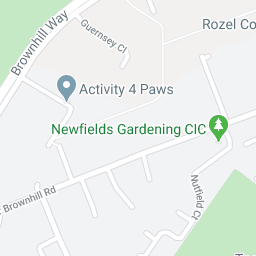 Brownhill Way
Guernsey Cl
Rozel Co
Activity 4 Paws
Newfields Gardening CIC
Brownhill Rd
Nutfield Ct